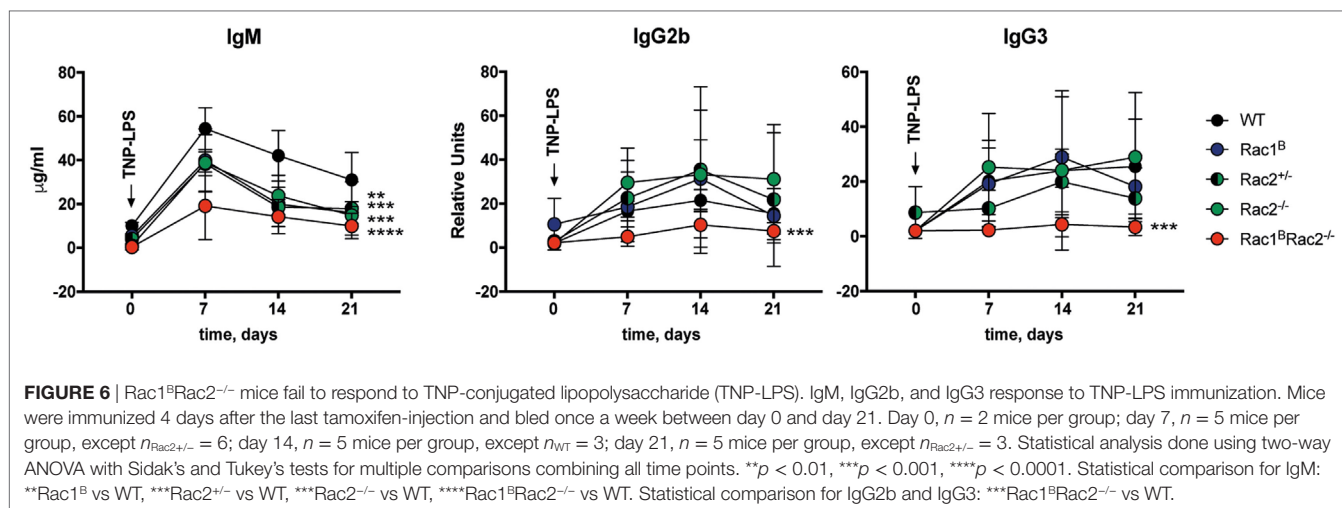 IgM
IgG2b
IgG3
80
60
40
20
0
-20
µg/ml
TNP-LPS
0
7
14
21
time, days
**
***
***
****
80
60
40
20
0
-20
Relative Units
TNP-LPS
0
7
14
21
time, days
***
60
40
20
0
-20
TNP-LPS
0
7
14
21
time, days
***
WT
Rac1ᴮ
Rac2⁺/⁻
Rac2⁻/⁻
Rac1ᴮRac2⁻/⁻
FIGURE 6 | Rac1ᴮRac2⁻/⁻ mice fail to respond to TNP-conjugated lipopolysaccharide (TNP-LPS). IgM, IgG2b, and IgG3 response to TNP-LPS immunization. Mice
were immunized 4 days after the last tamoxifen-injection and bled once a week between day 0 and day 21. Day 0, n = 2 mice per group; day 7, n = 5 mice per
group, except nRac2+/− = 6; day 14, n = 5 mice per group, except nWT = 3; day 21, n = 5 mice per group, except nRac2+/− = 3. Statistical analysis done using two-way
ANOVA with Sidak’s and Tukey’s tests for multiple comparisons combining all time points. **p < 0.01, ***p < 0.001, ****p < 0.0001. Statistical comparison for IgM:
**Rac1ᴮ vs WT, ***Rac2⁺/⁻ vs WT, ***Rac2⁻/⁻ vs WT, ****Rac1ᴮRac2⁻/⁻ vs WT. Statistical comparison for IgG2b and IgG3: ***Rac1ᴮRac2⁻/⁻ vs WT.